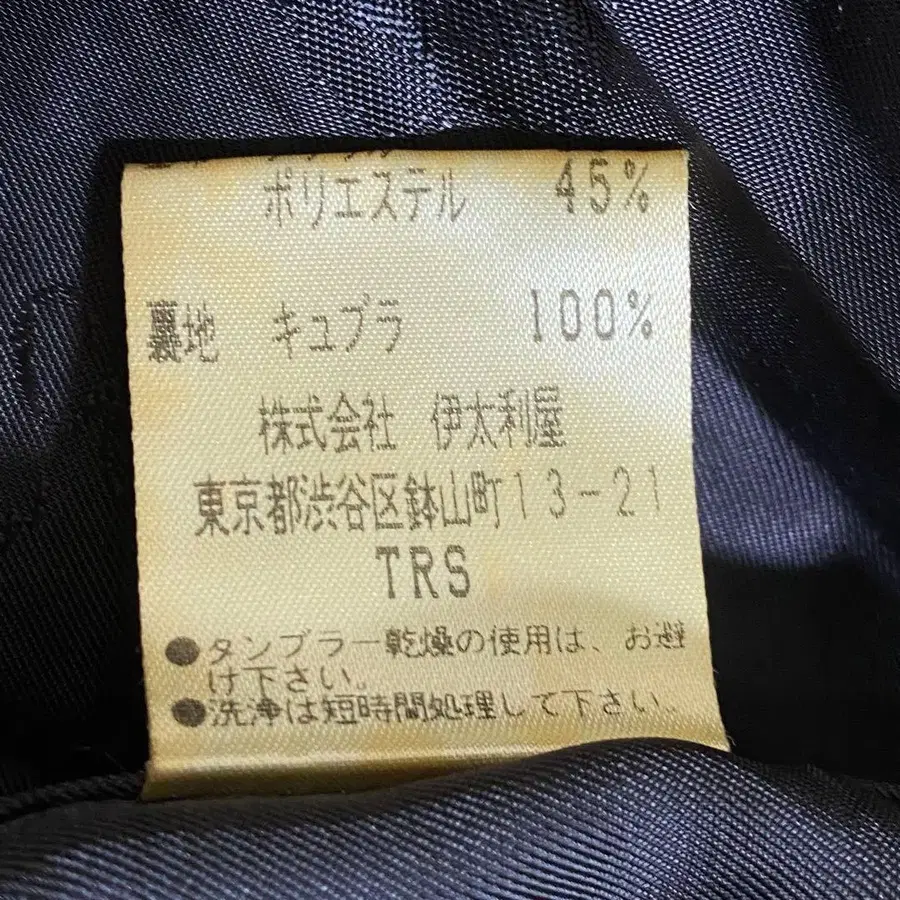 ポリエステル 45%
裏地 キュプラ 100%
株式会社 伊太利屋
東京都渋谷区鉢山町13-21
TRS
●タンブラー乾燥の使用は、お避
け下さい。
●洗浄は短時間処理して下さい。